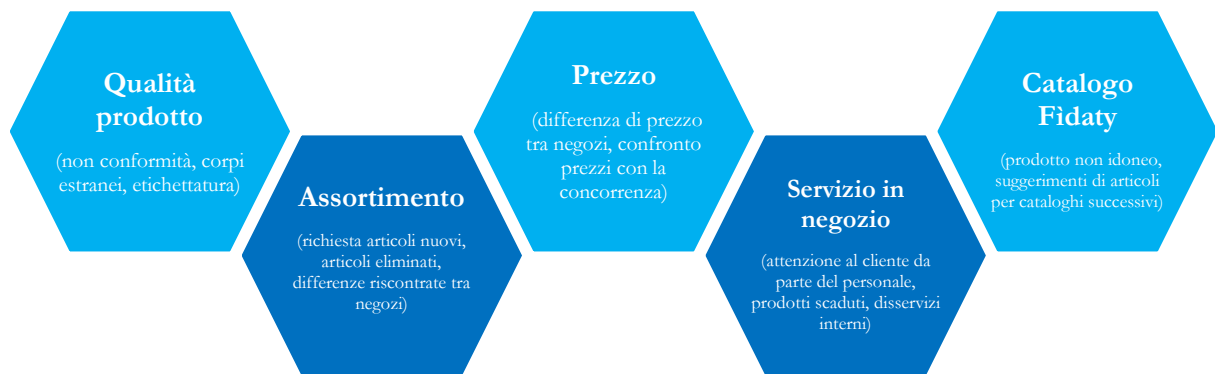 Qualità
prodotto
(non conformità, corpi
estranei, etichettatura)
Assortimento
(richiesta articoli nuovi,
articoli eliminati,
differenze riscontrate tra
negozi)
Prezzo
(differenza di prezzo
tra negozi, confronto
prezzi con la
concorrenza)
Servizio in
negozio
(attenzione al cliente da
parte del personale,
prodotti scaduti, disservizi
interni)
Catalogo
Fìdaty
(prodotto non idoneo,
suggerimenti di articoli
per cataloghi successivi)